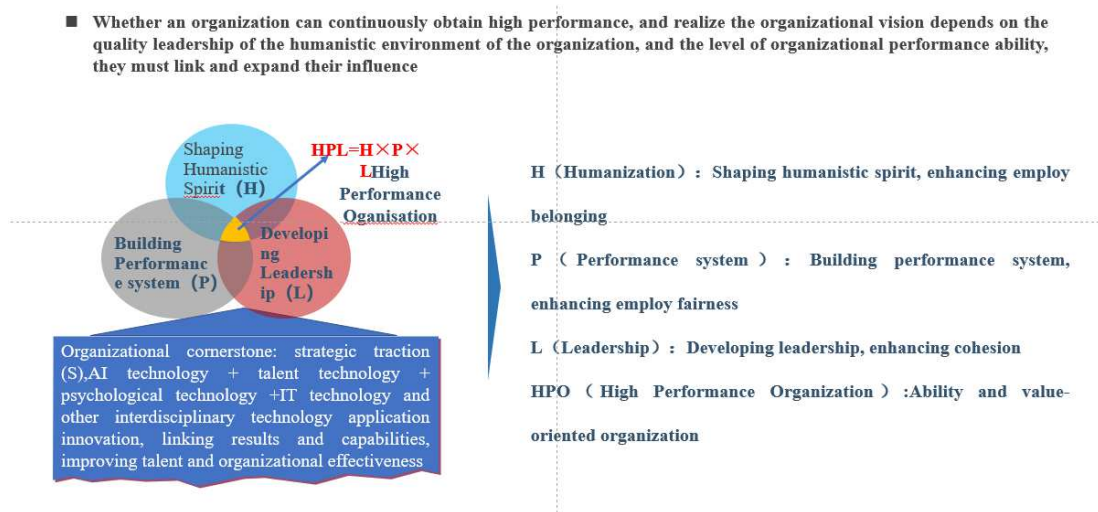 ■ Whether an organization can continuously obtain high performance, and realize the organizational vision depends on the
quality leadership of the humanistic environment of the organization, and the level of organizational performance ability,
they must link and expand their influence
Shaping
Humanistic
Spirit（H）
HPL=H×P×
LHigh
Performance
Oganisation
Building
Performanc
e system（P）
Developi
ng
Leadersh
ip（L）
Organizational cornerstone: strategic traction
(S),AI technology + talent technology +
psychological technology +IT technology and
other interdisciplinary technology application
innovation, linking results and capabilities,
improving talent and organizational effectiveness
H（Humanization）：Shaping humanistic spirit, enhancing employ
belonging
P（Performance system）：Building performance system,
enhancing employ fairness
L（Leadership）：Developing leadership, enhancing cohesion
HPO（High Performance Organization）:Ability and value-
oriented organization